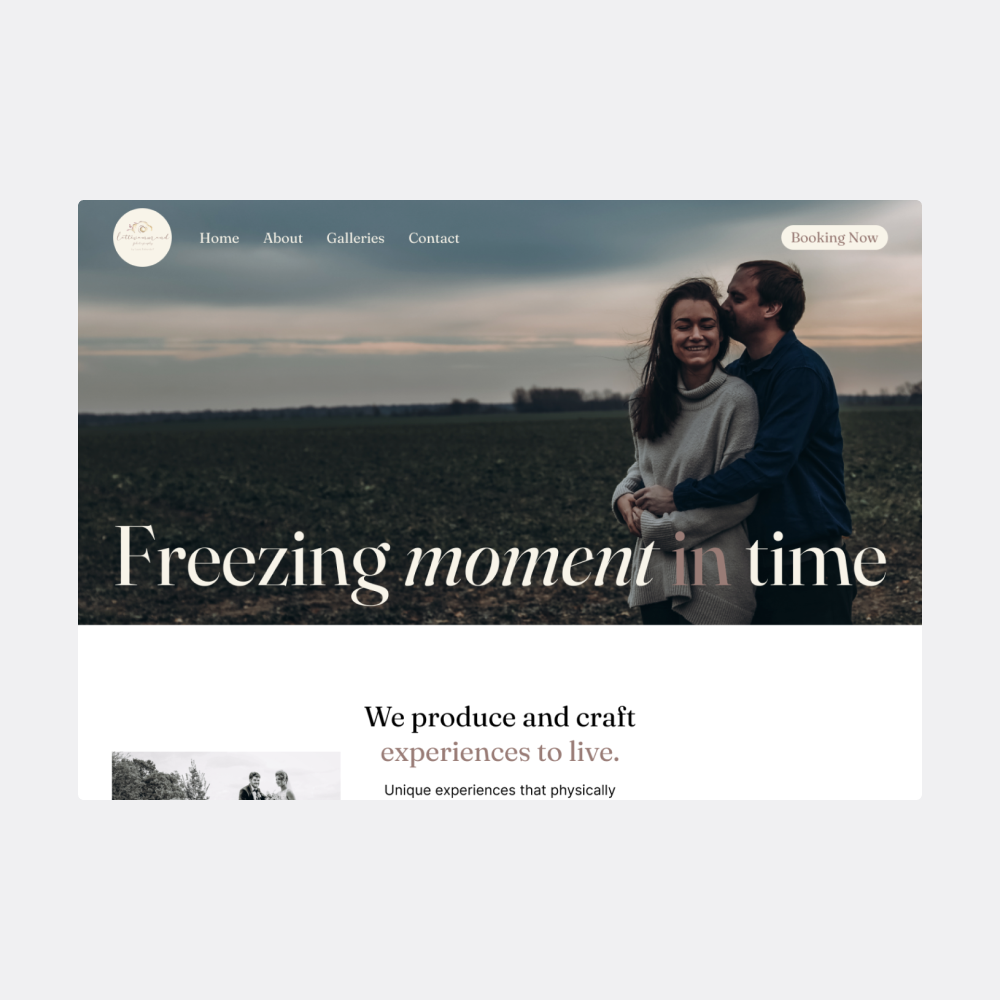 Home
About
Galleries
Contact
Booking Now
Freezing moment in time
We produce and craft
experiences to live.
Unique experiences that physically